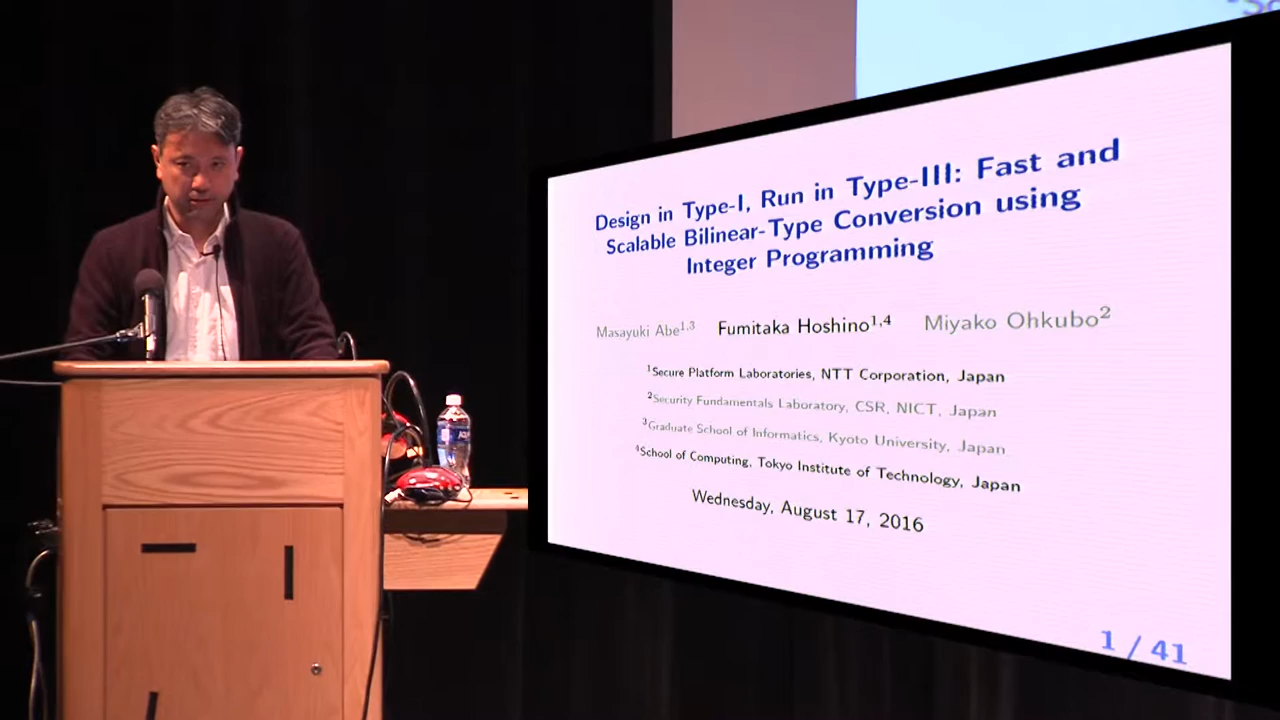 Design in Type-I, Run in Type-III: Fast and
Scalable Bilinear-Type Conversion using
Integer Programming
Masayuki Abe¹,³ Fumitaka Hoshino¹,⁴ Miyako Ohkubo²
¹Secure Platform Laboratories, NTT Corporation, Japan
²Security Fundamentals Laboratory, CSR, NICT, Japan
³Graduate School of Informatics, Kyoto University, Japan
⁴School of Computing, Tokyo Institute of Technology, Japan
Wednesday, August 17, 2016
1 / 41